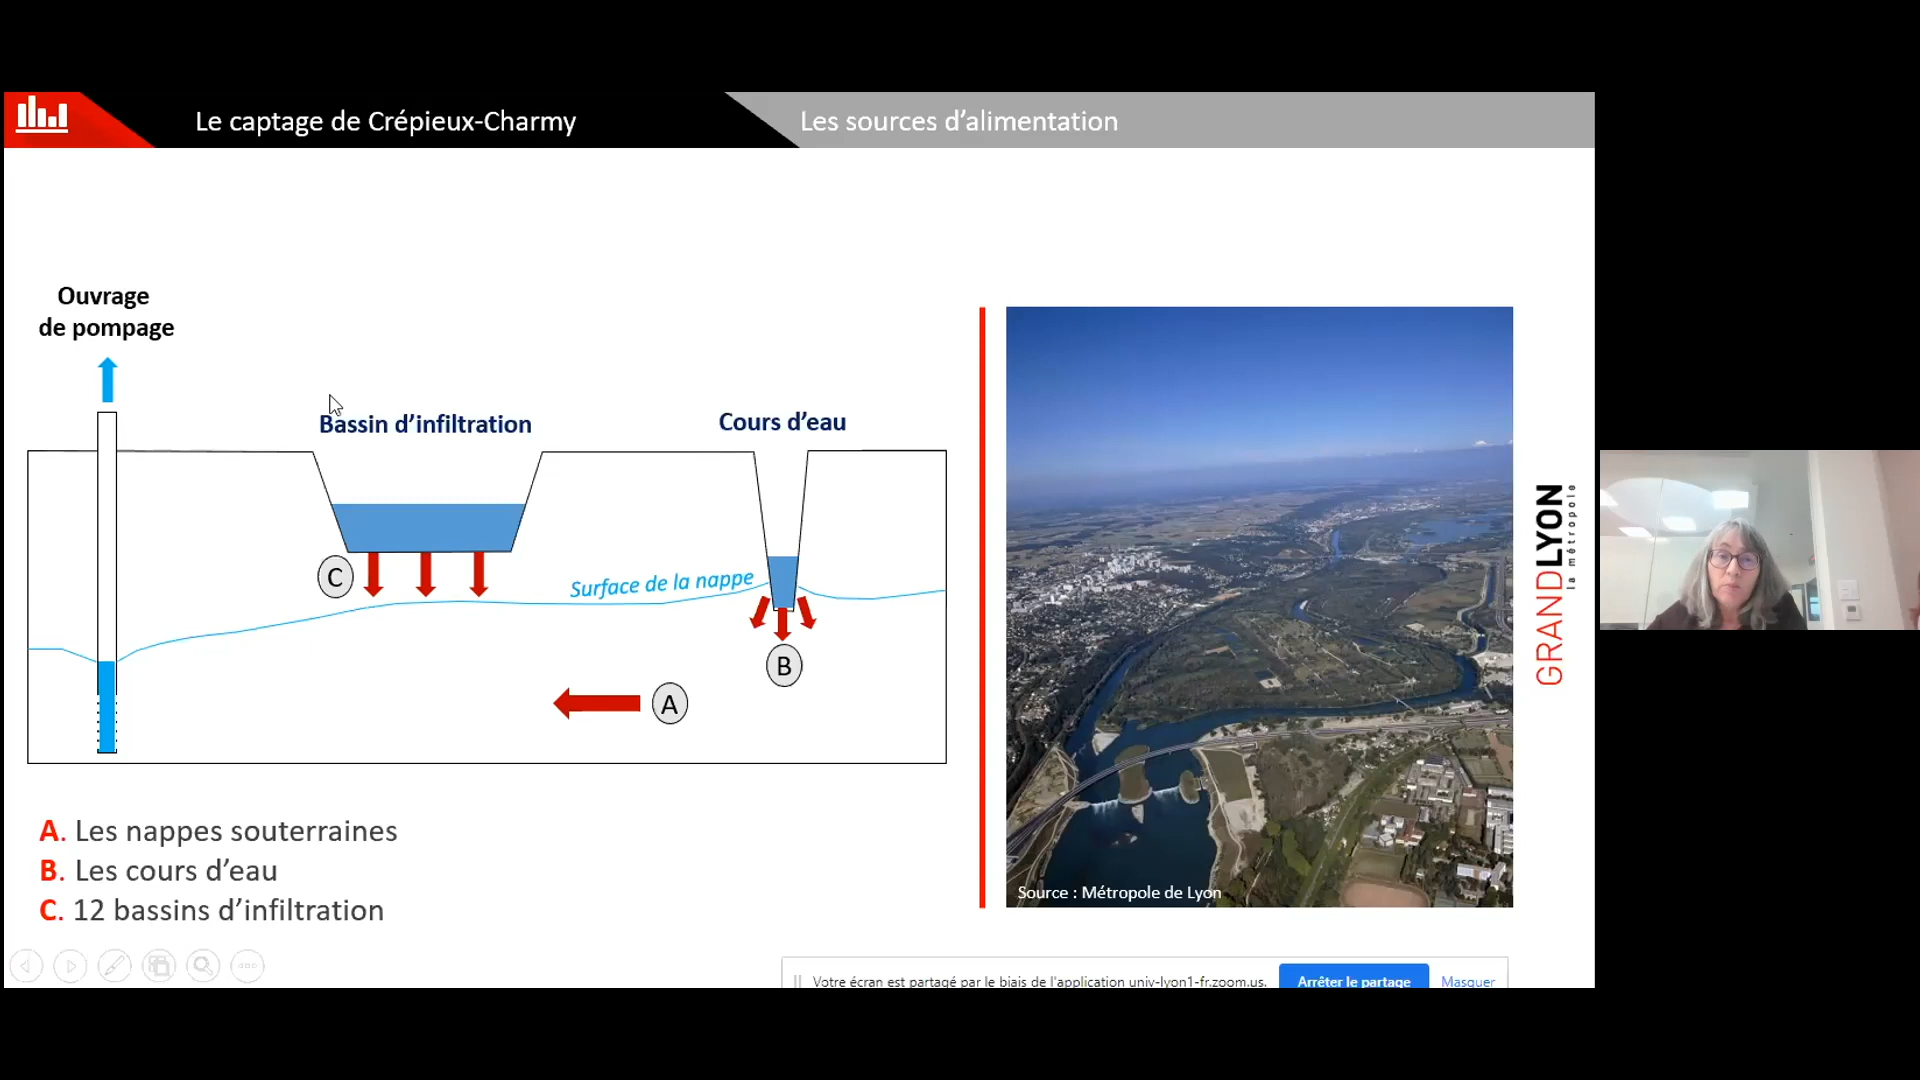 Le captage de Crépieux-Charmy
Les sources d’alimentation
Ouvrage
de pompage
Bassin d’infiltration
Cours d’eau
Surface de la nappe
C
B
A
A. Les nappes souterraines
B. Les cours d’eau
C. 12 bassins d’infiltration
Source : Métropole de Lyon
GRANDLYON
la métropole
Votre écran est partagé par le biais de l'application univ-lyon1-fr.zoom.us.
Arrêter le partage
Masquer